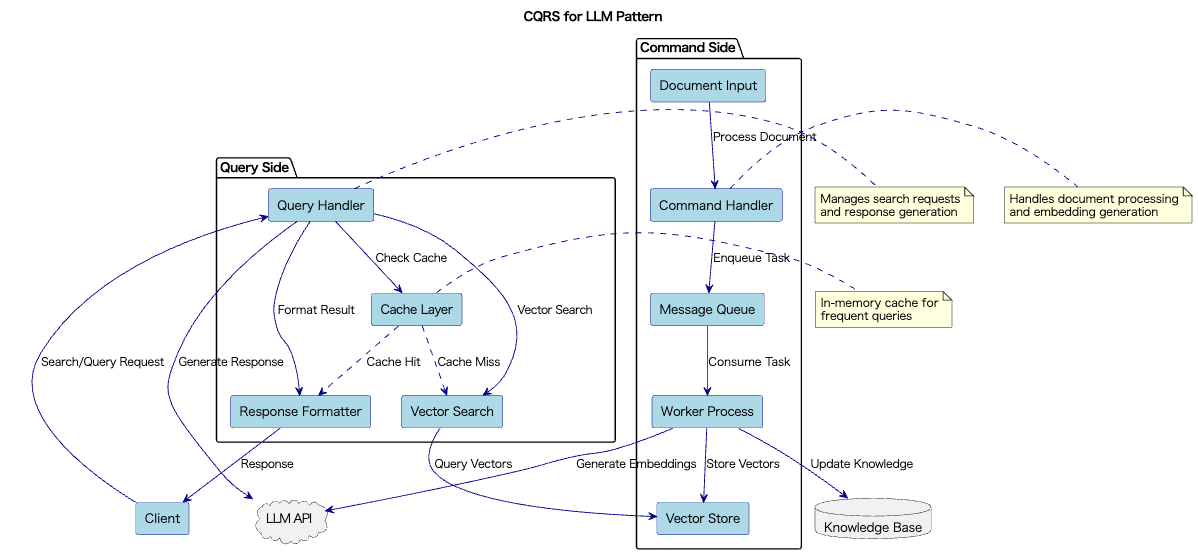 CQRS for LLM Pattern
Command Side
Document Input
Process Document
Query Side
Query Handler
Command Handler
Manages search requests
and response generation
Handles document processing
and embedding generation
Check Cache
Enqueue Task
Cache Layer
Format Result
Vector Search
Message Queue
In-memory cache for
frequent queries
Search/Query Request
Generate Response
Cache Hit
Cache Miss
Consume Task
Response Formatter
Vector Search
Worker Process
Response
Query Vectors
Generate Embeddings
Store Vectors
Update Knowledge
Client
LLM API
Vector Store
Knowledge Base